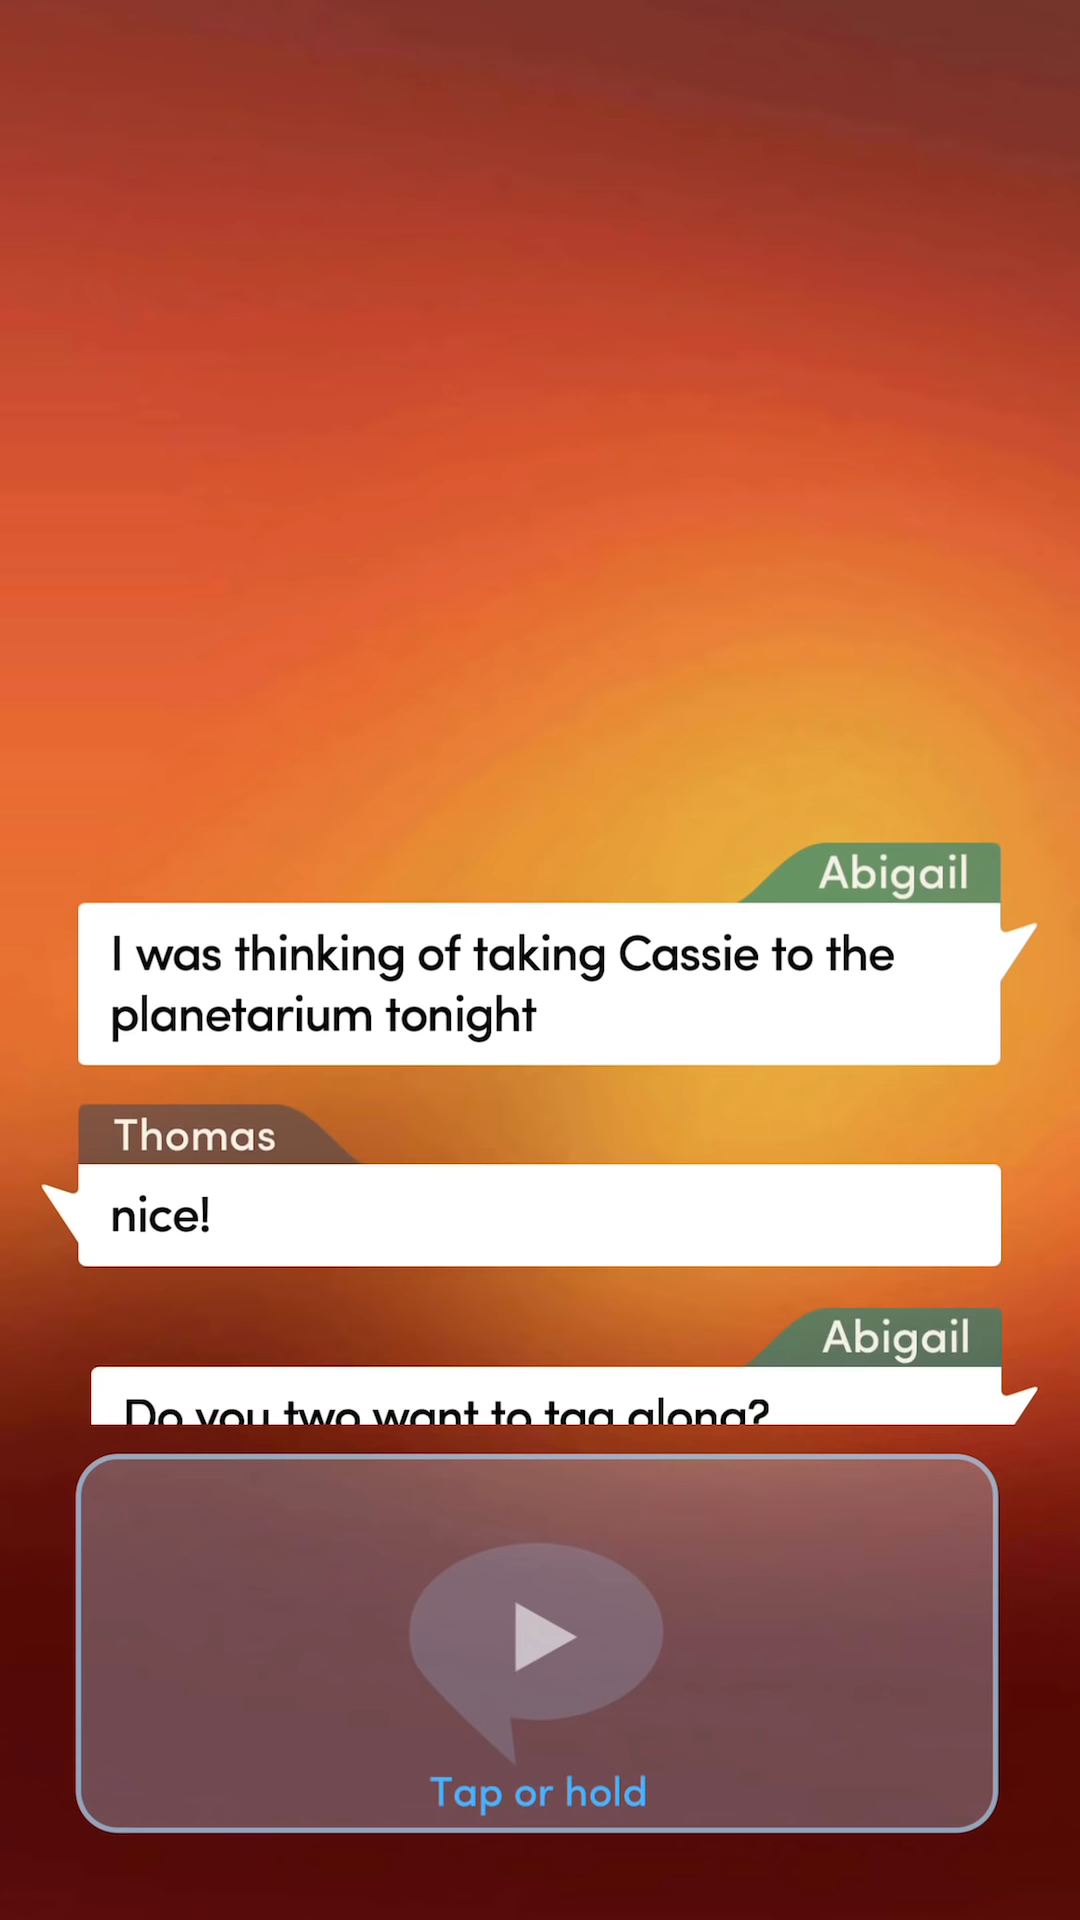 Abigail
I was thinking of taking Cassie to the
planetarium tonight
Thomas
nice!
Abigail
Do you two want to tag along?
Tap or hold